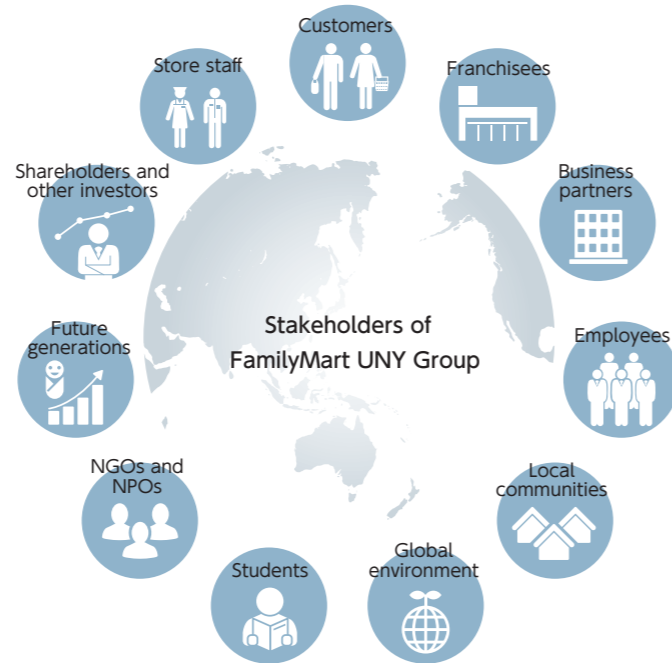 Customers
Store staff
Franchisees
Shareholders and
other investors
Business
partners
Stakeholders of
FamilyMart UNY Group
Future
generations
Employees
NGOs and
NPOs
Local
communities
Students
Global
environment